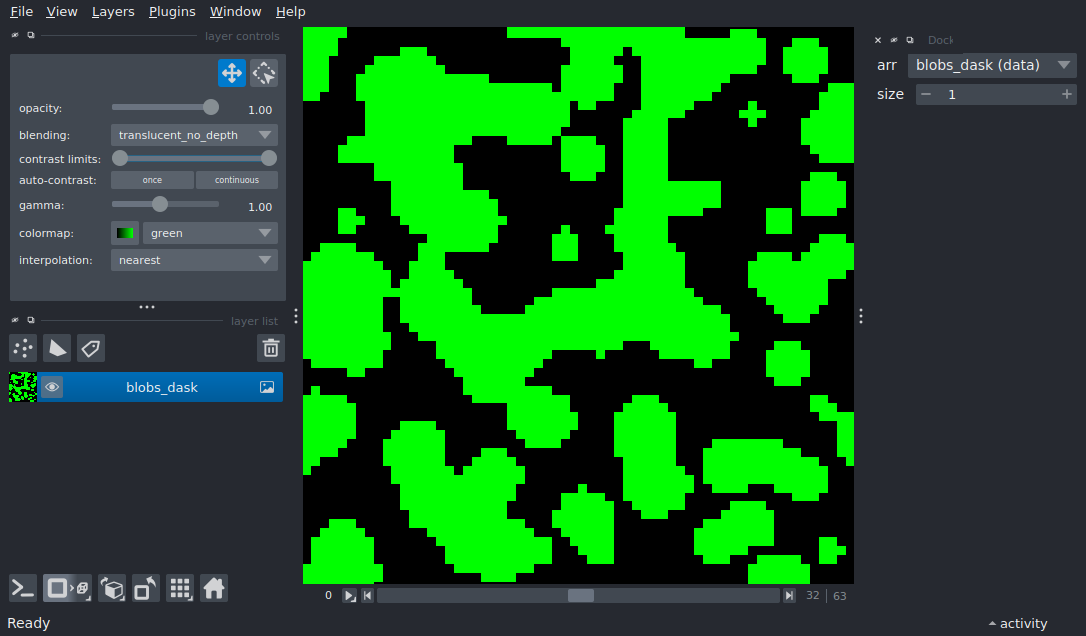 File View Layers Plugins Window Help
layer controls
opacity: 1.00
blending: translucent_no_depth
contrast limits:
auto-contrast: once continuous
gamma: 1.00
colormap: green
interpolation: nearest
layer list
blobs_dask
0 32 63
Ready
activity
Dock
arr blobs_dask (data)
size 1